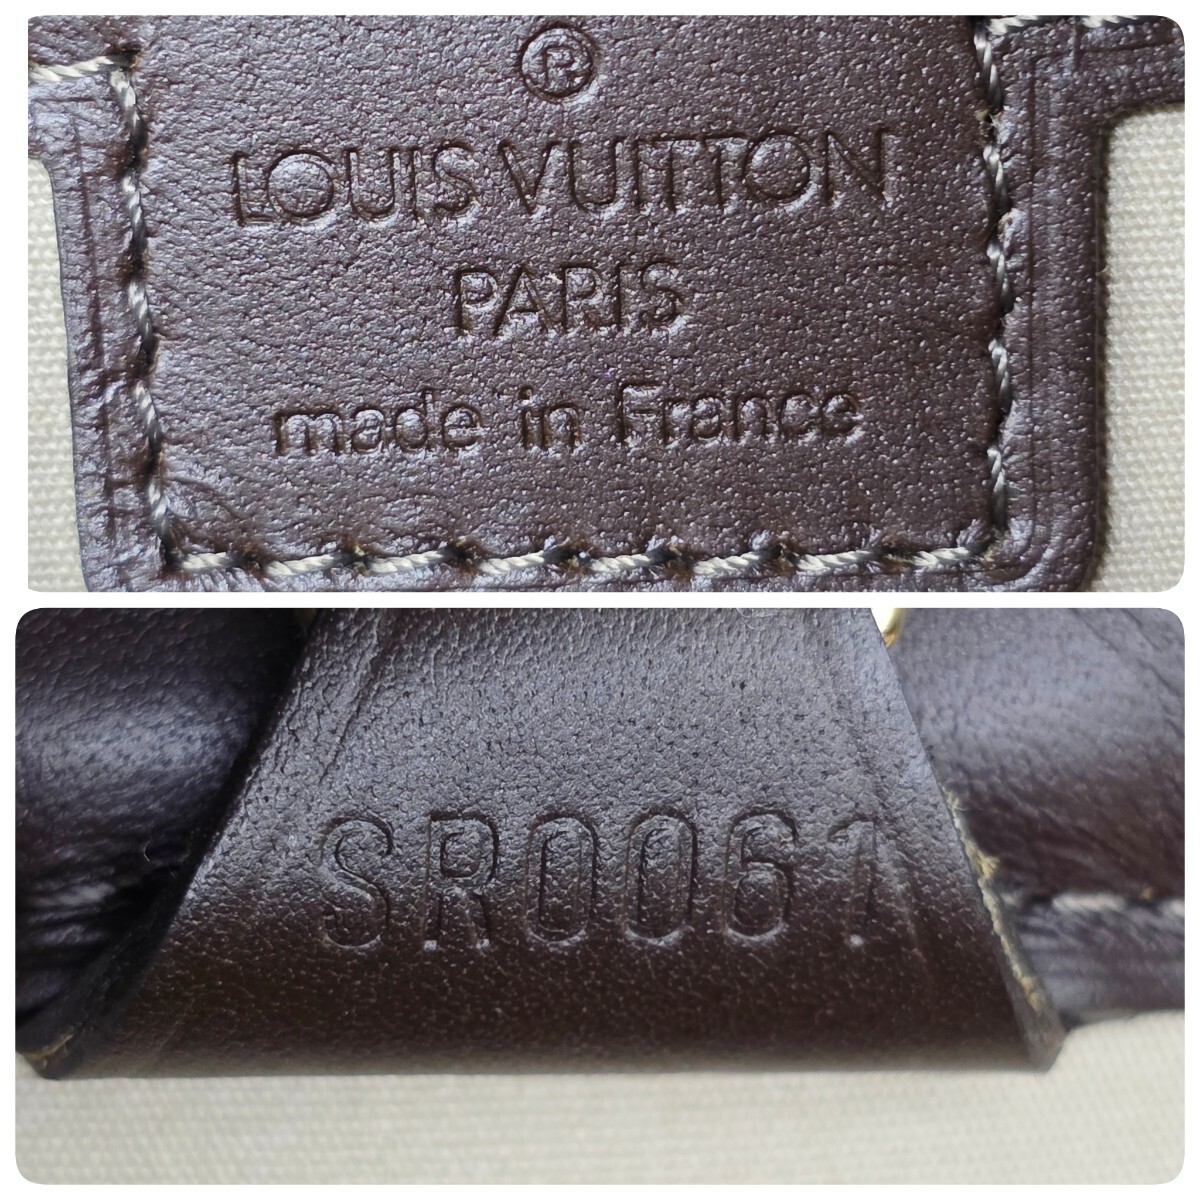 ®
LOUIS VUITTON
PARIS
made in France
SR0061